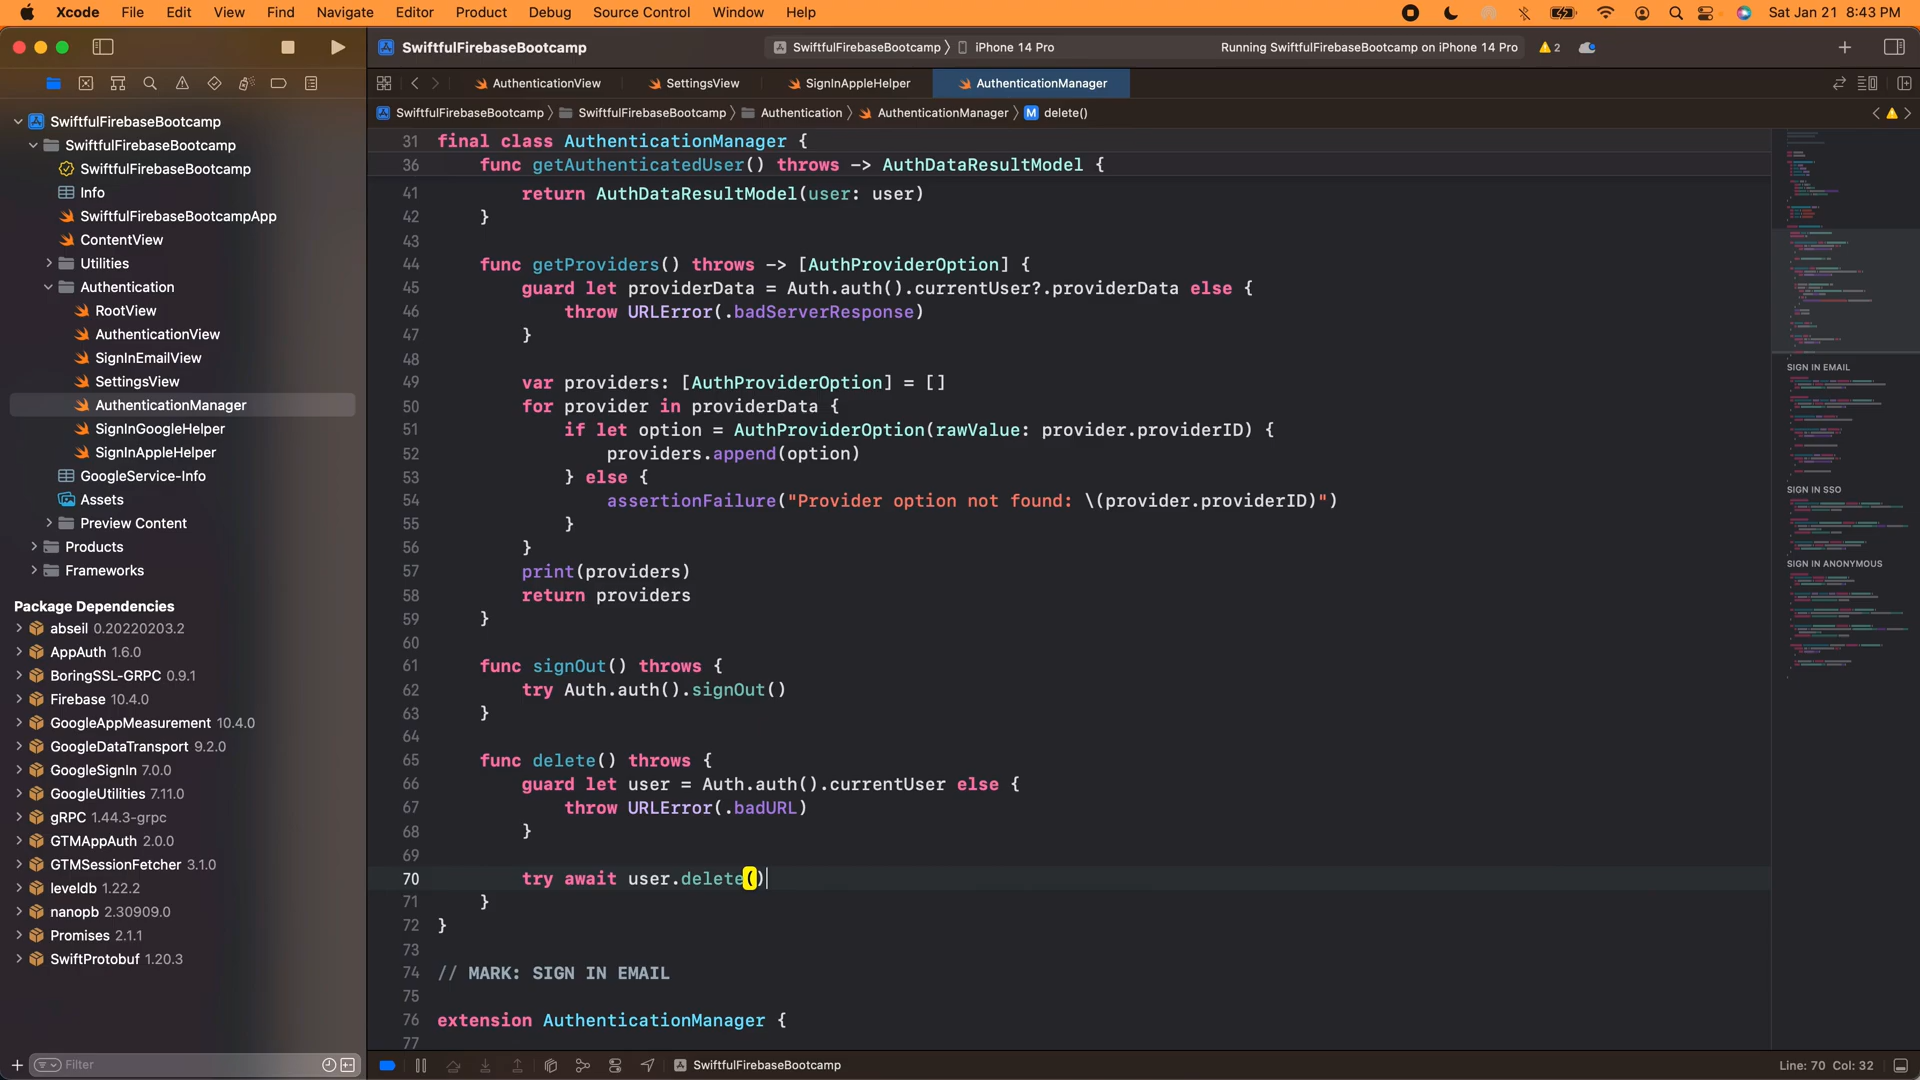 Xcode File Edit View Find Navigate Editor Product Debug Source Control Window Help Sat Jan 21 8:43 PM
SwiftfulFirebaseBootcamp SwiftfulFirebaseBootcamp iPhone 14 Pro Running SwiftfulFirebaseBootcamp on iPhone 14 Pro 2
AuthenticationView SettingsView SignInAppleHelper AuthenticationManager
SwiftfulFirebaseBootcamp SwiftfulFirebaseBootcamp Authentication AuthenticationManager M delete()
SwiftfulFirebaseBootcamp
SwiftfulFirebaseBootcamp
SwiftfulFirebaseBootcamp
Info
SwiftfulFirebaseBootcampApp
ContentView
Utilities
Authentication
RootView
AuthenticationView
SignInEmailView
SettingsView
AuthenticationManager
SignInGoogleHelper
SignInAppleHelper
GoogleService-Info
Assets
Preview Content
Products
Frameworks
Package Dependencies
abseil 0.20220203.2
AppAuth 1.6.0
BoringSSL-GRPC 0.9.1
Firebase 10.4.0
GoogleAppMeasurement 10.4.0
GoogleDataTransport 9.2.0
GoogleSignIn 7.0.0
GoogleUtilities 7.11.0
gRPC 1.44.3-grpc
GTMAppAuth 2.0.0
GTMSessionFetcher 3.1.0
leveldb 1.22.2
nanopb 2.30909.0
Promises 2.1.1
SwiftProtobuf 1.20.3
Filter
31 final class AuthenticationManager {
36 func getAuthenticatedUser() throws -> AuthDataResultModel {
41 return AuthDataResultModel(user: user)
42 }
43
44 func getProviders() throws -> [AuthProviderOption] {
45 guard let providerData = Auth.auth().currentUser?.providerData else {
46 throw URLError(.badServerResponse)
47 }
48
49 var providers: [AuthProviderOption] = []
50 for provider in providerData {
51 if let option = AuthProviderOption(rawValue: provider.providerID) {
52 providers.append(option)
53 } else {
54 assertionFailure("Provider option not found: \(provider.providerID)")
55 }
56 }
57 print(providers)
58 return providers
59 }
60
61 func signOut() throws {
62 try Auth.auth().signOut()
63 }
64
65 func delete() throws {
66 guard let user = Auth.auth().currentUser else {
67 throw URLError(.badURL)
68 }
69
70 try await user.delete()
71 }
72 }
73
74 // MARK: SIGN IN EMAIL
75
76 extension AuthenticationManager {
77
SIGN IN EMAIL
SIGN IN SSO
SIGN IN ANONYMOUS
SwiftfulFirebaseBootcamp
Line: 70 Col: 32